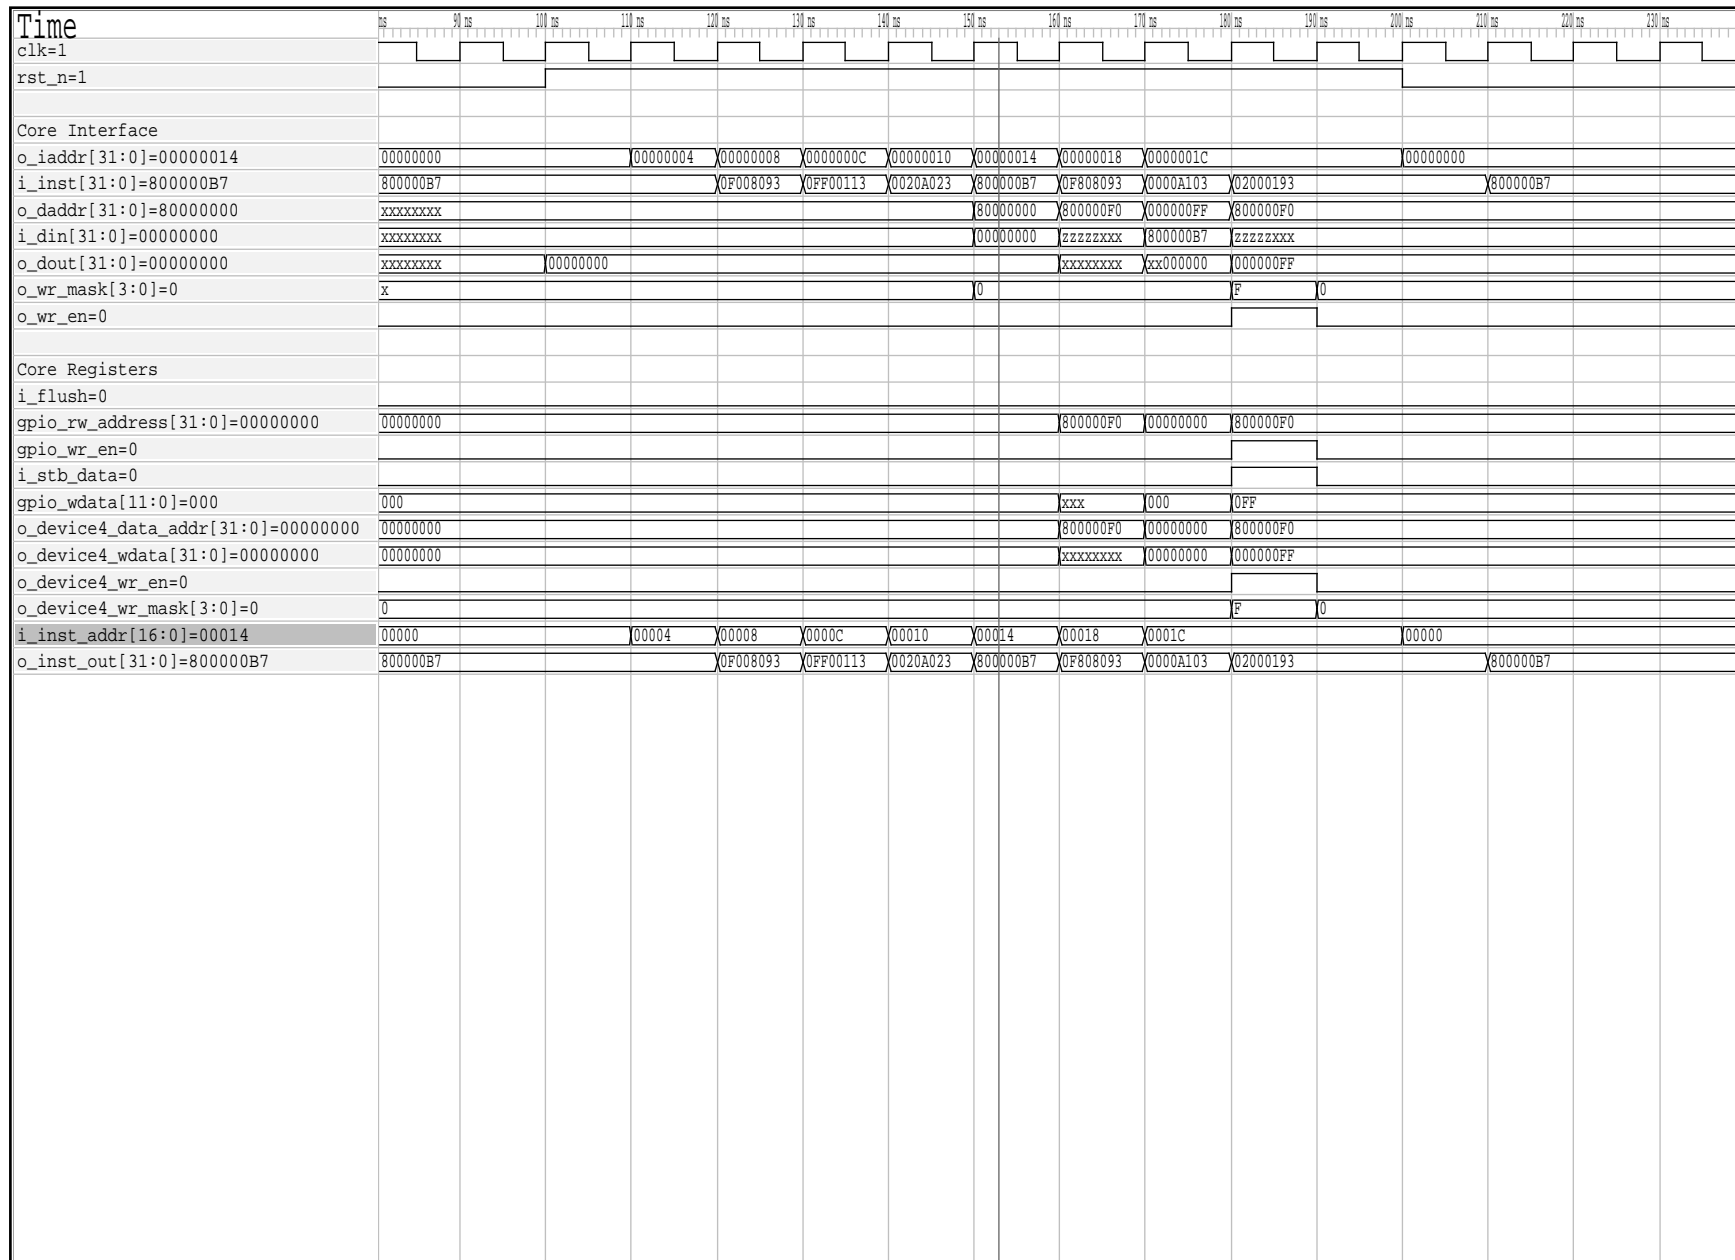 Time
ns 90 ns 100 ns 110 ns 120 ns 130 ns 140 ns 150 ns 160 ns 170 ns 180 ns 190 ns 200 ns 210 ns 220 ns 230 ns
clk=1
rst_n=1
Core Interface
o_iaddr[31:0]=00000014 00000000 00000004 00000008 0000000C 00000010 00000014 00000018 0000001C 00000000
i_inst[31:0]=800000B7 800000B7 0F008093 0FF00113 0020A023 800000B7 0F808093 0000A103 02000193 800000B7
o_daddr[31:0]=80000000 xxxxxxxx 80000000 800000F0 000000FF 800000F0
i_din[31:0]=00000000 xxxxxxxx 00000000 zzzzzxxx 800000B7 zzzzzxxx
o_dout[31:0]=00000000 xxxxxxxx 00000000 xxxxxxxx xx000000 000000FF
o_wr_mask[3:0]=0 x 0 F 0
o_wr_en=0
Core Registers
i_flush=0
gpio_rw_address[31:0]=00000000 00000000 800000F0 00000000 800000F0
gpio_wr_en=0
i_stb_data=0
gpio_wdata[11:0]=000 000 xxx 000 0FF
o_device4_data_addr[31:0]=00000000 00000000 800000F0 00000000 800000F0
o_device4_wdata[31:0]=00000000 00000000 xxxxxxxx 00000000 000000FF
o_device4_wr_en=0
o_device4_wr_mask[3:0]=0 0 F 0
i_inst_addr[16:0]=00014 00000 00004 00008 0000C 00010 00014 00018 0001C 00000
o_inst_out[31:0]=800000B7 800000B7 0F008093 0FF00113 0020A023 800000B7 0F808093 0000A103 02000193 800000B7